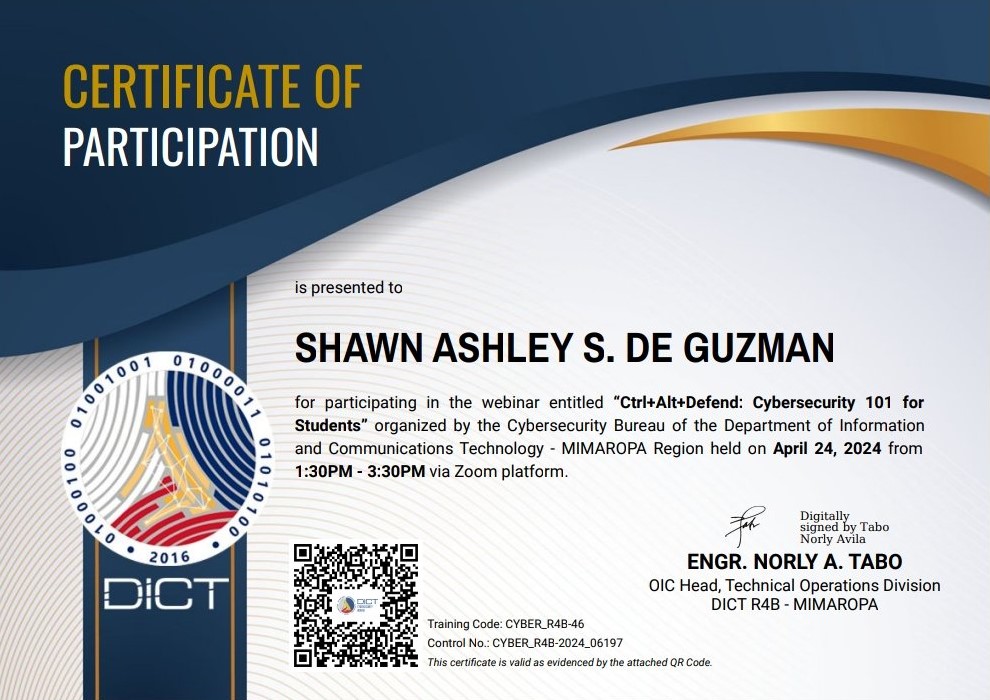 CERTIFICATE OF
PARTICIPATION
is presented to
SHAWN ASHLEY S. DE GUZMAN
for participating in the webinar entitled “Ctrl+Alt+Defend: Cybersecurity 101 for
Students” organized by the Cybersecurity Bureau of the Department of Information
and Communications Technology - MIMAROPA Region held on April 24, 2024 from
1:30PM - 3:30PM via Zoom platform.
01000100 01001001 01000011 01010100
• 2016 •
DICT
Digitally
signed by Tabo
Norly Avila
ENGR. NORLY A. TABO
OIC Head, Technical Operations Division
DICT R4B - MIMAROPA
DICT
Training Code: CYBER_R4B-46
Control No.: CYBER_R4B-2024_06197
This certificate is valid as evidenced by the attached QR Code.